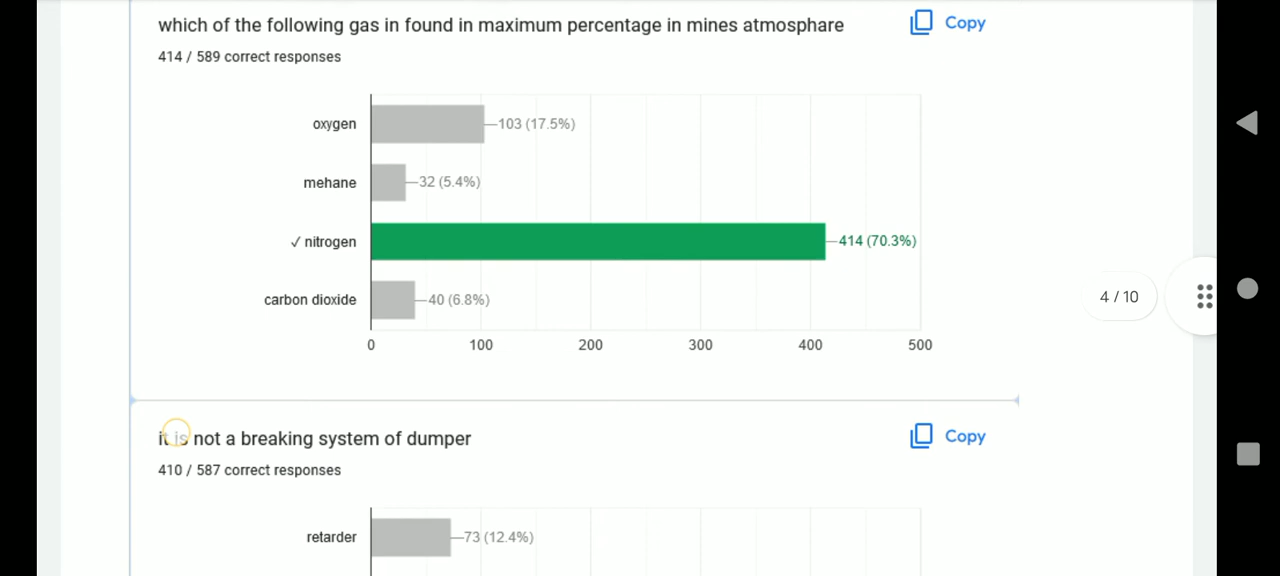 which of the following gas in found in maximum percentage in mines atmosphare
Copy
414 / 589 correct responses
oxygen
103 (17.5%)
mehane
32 (5.4%)
✓ nitrogen
414 (70.3%)
carbon dioxide
40 (6.8%)
0 100 200 300 400 500
4 / 10
it is not a breaking system of dumper
Copy
410 / 587 correct responses
retarder
73 (12.4%)